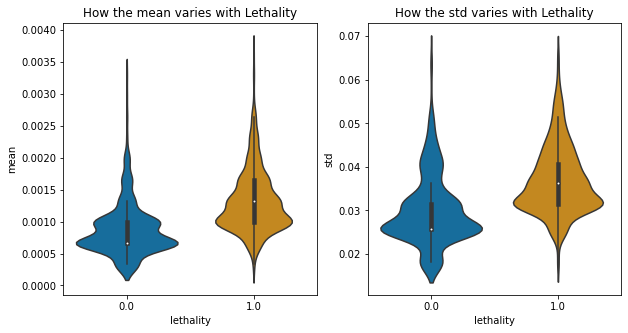 How the mean varies with Lethality
0.0040
0.0035
0.0030
0.0025
0.0020
0.0015
0.0010
0.0005
0.0000
mean
0.0 1.0
lethality
How the std varies with Lethality
0.07
0.06
0.05
0.04
0.03
0.02
std
0.0 1.0
lethality